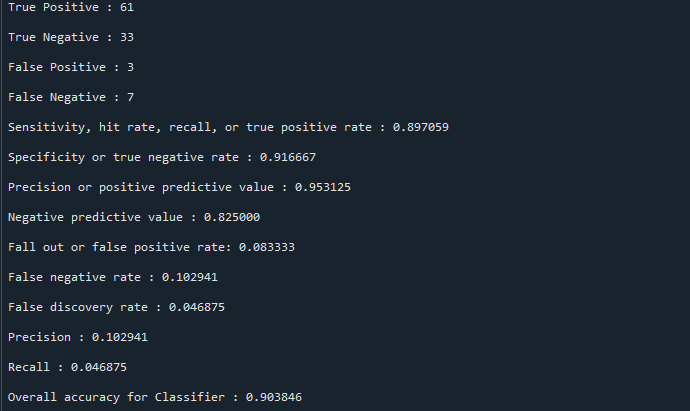 True Positive : 61
True Negative : 33
False Positive : 3
False Negative : 7
Sensitivity, hit rate, recall, or true positive rate : 0.897059
Specificity or true negative rate : 0.916667
Precision or positive predictive value : 0.953125
Negative predictive value : 0.825000
Fall out or false positive rate: 0.083333
False negative rate : 0.102941
False discovery rate : 0.046875
Precision : 0.102941
Recall : 0.046875
Overall accuracy for Classifier : 0.903846